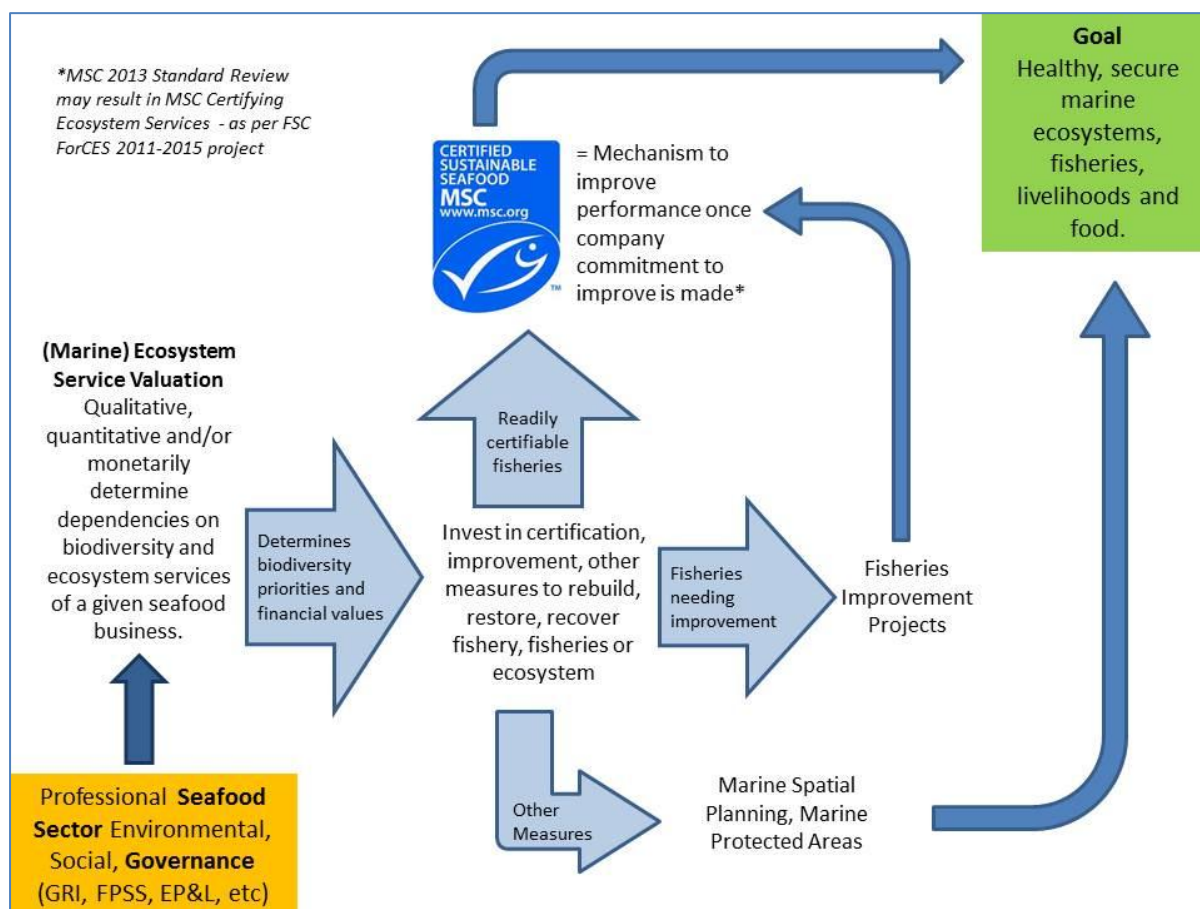 *MSC 2013 Standard Review
may result in MSC Certifying
Ecosystem Services - as per FSC
ForCES 2011-2015 project
CERTIFIED
SUSTAINABLE
SEAFOOD
MSC
www.msc.org
TM
= Mechanism to
improve
performance once
company
commitment to
improve is made*
Goal
Healthy, secure
marine
ecosystems,
fisheries,
livelihoods and
food.
(Marine) Ecosystem
Service Valuation
Qualitative,
quantitative and/or
monetarily
determine
dependencies on
biodiversity and
ecosystem services
of a given seafood
business.
Determines
biodiversity
priorities and
financial values
Readily
certifiable
fisheries
Invest in certification,
improvement, other
measures to rebuild,
restore, recover
fishery, fisheries or
ecosystem
Fisheries
needing
improvement
Fisheries
Improvement
Projects
Other
Measures
Marine Spatial
Planning, Marine
Protected Areas
Professional Seafood
Sector Environmental,
Social, Governance
(GRI, FPSS, EP&L, etc)